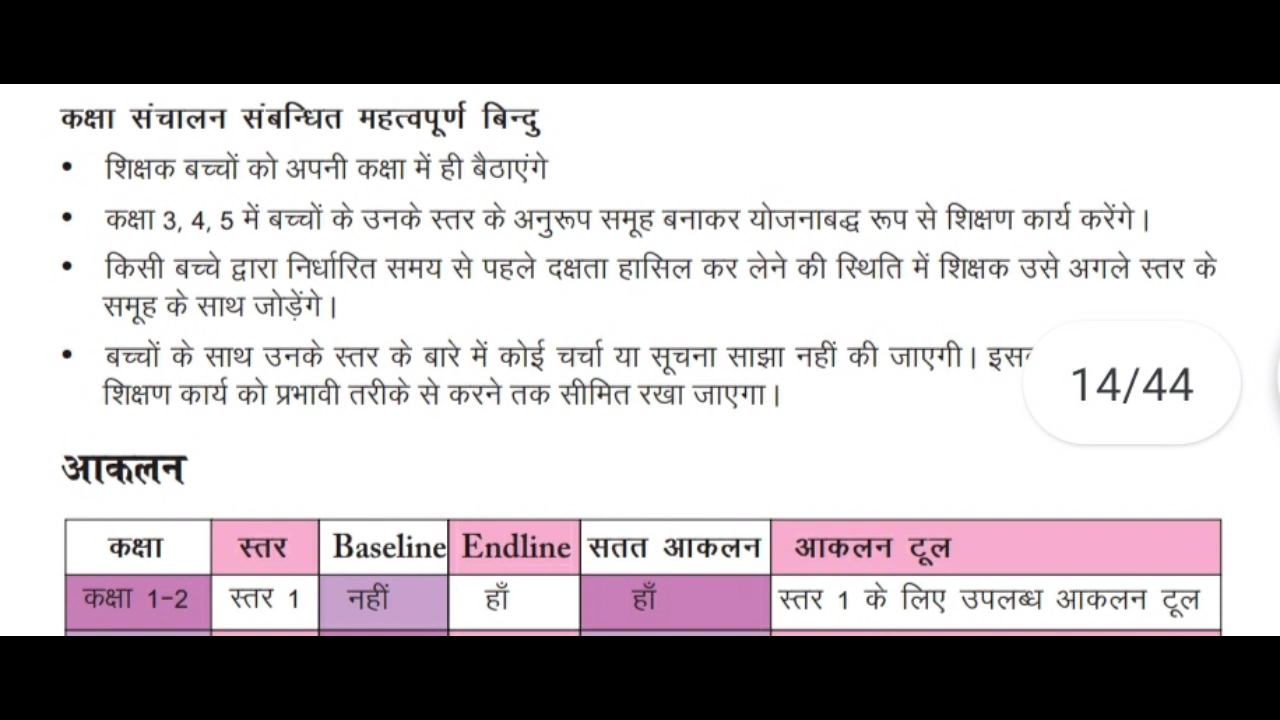 कक्षा संचालन संबन्धित महत्वपूर्ण बिन्दु
• शिक्षक बच्चों को अपनी कक्षा में ही बैठाएंगे
• कक्षा 3, 4, 5 में बच्चों के उनके स्तर के अनुरूप समूह बनाकर योजनाबद्ध रूप से शिक्षण कार्य करेंगे।
• किसी बच्चे द्वारा निर्धारित समय से पहले दक्षता हासिल कर लेने की स्थिति में शिक्षक उसे अगले स्तर के
समूह के साथ जोड़ेंगे।
• बच्चों के साथ उनके स्तर के बारे में कोई चर्चा या सूचना साझा नहीं की जाएगी।
शिक्षण कार्य को प्रभावी तरीके से करने तक सीमित रखा जाएगा।
14/44
आकलन
कक्षा स्तर Baseline Endline सतत आकलन आकलन टूल
कक्षा 1-2 स्तर 1 नहीं हाँ हाँ स्तर 1 के लिए उपलब्ध आकलन टूल